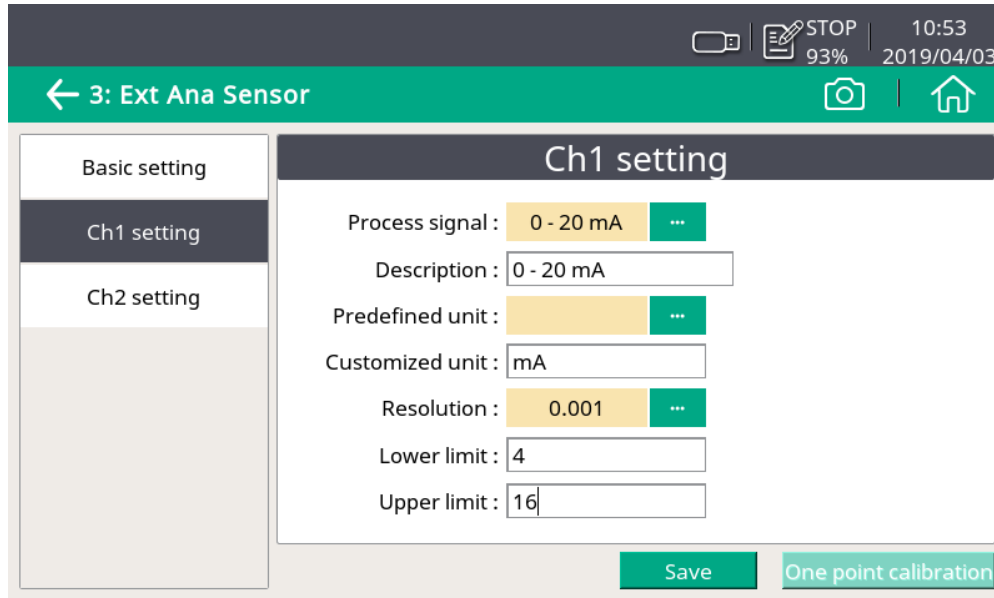 STOP 10:53
93% 2019/04/03
3: Ext Ana Sensor
Basic setting
Ch1 setting
Ch2 setting
Ch1 setting
Process signal : 0 - 20 mA ...
Description : 0 - 20 mA
Predefined unit : ...
Customized unit : mA
Resolution : 0.001 ...
Lower limit : 4
Upper limit : 16
Save One point calibration